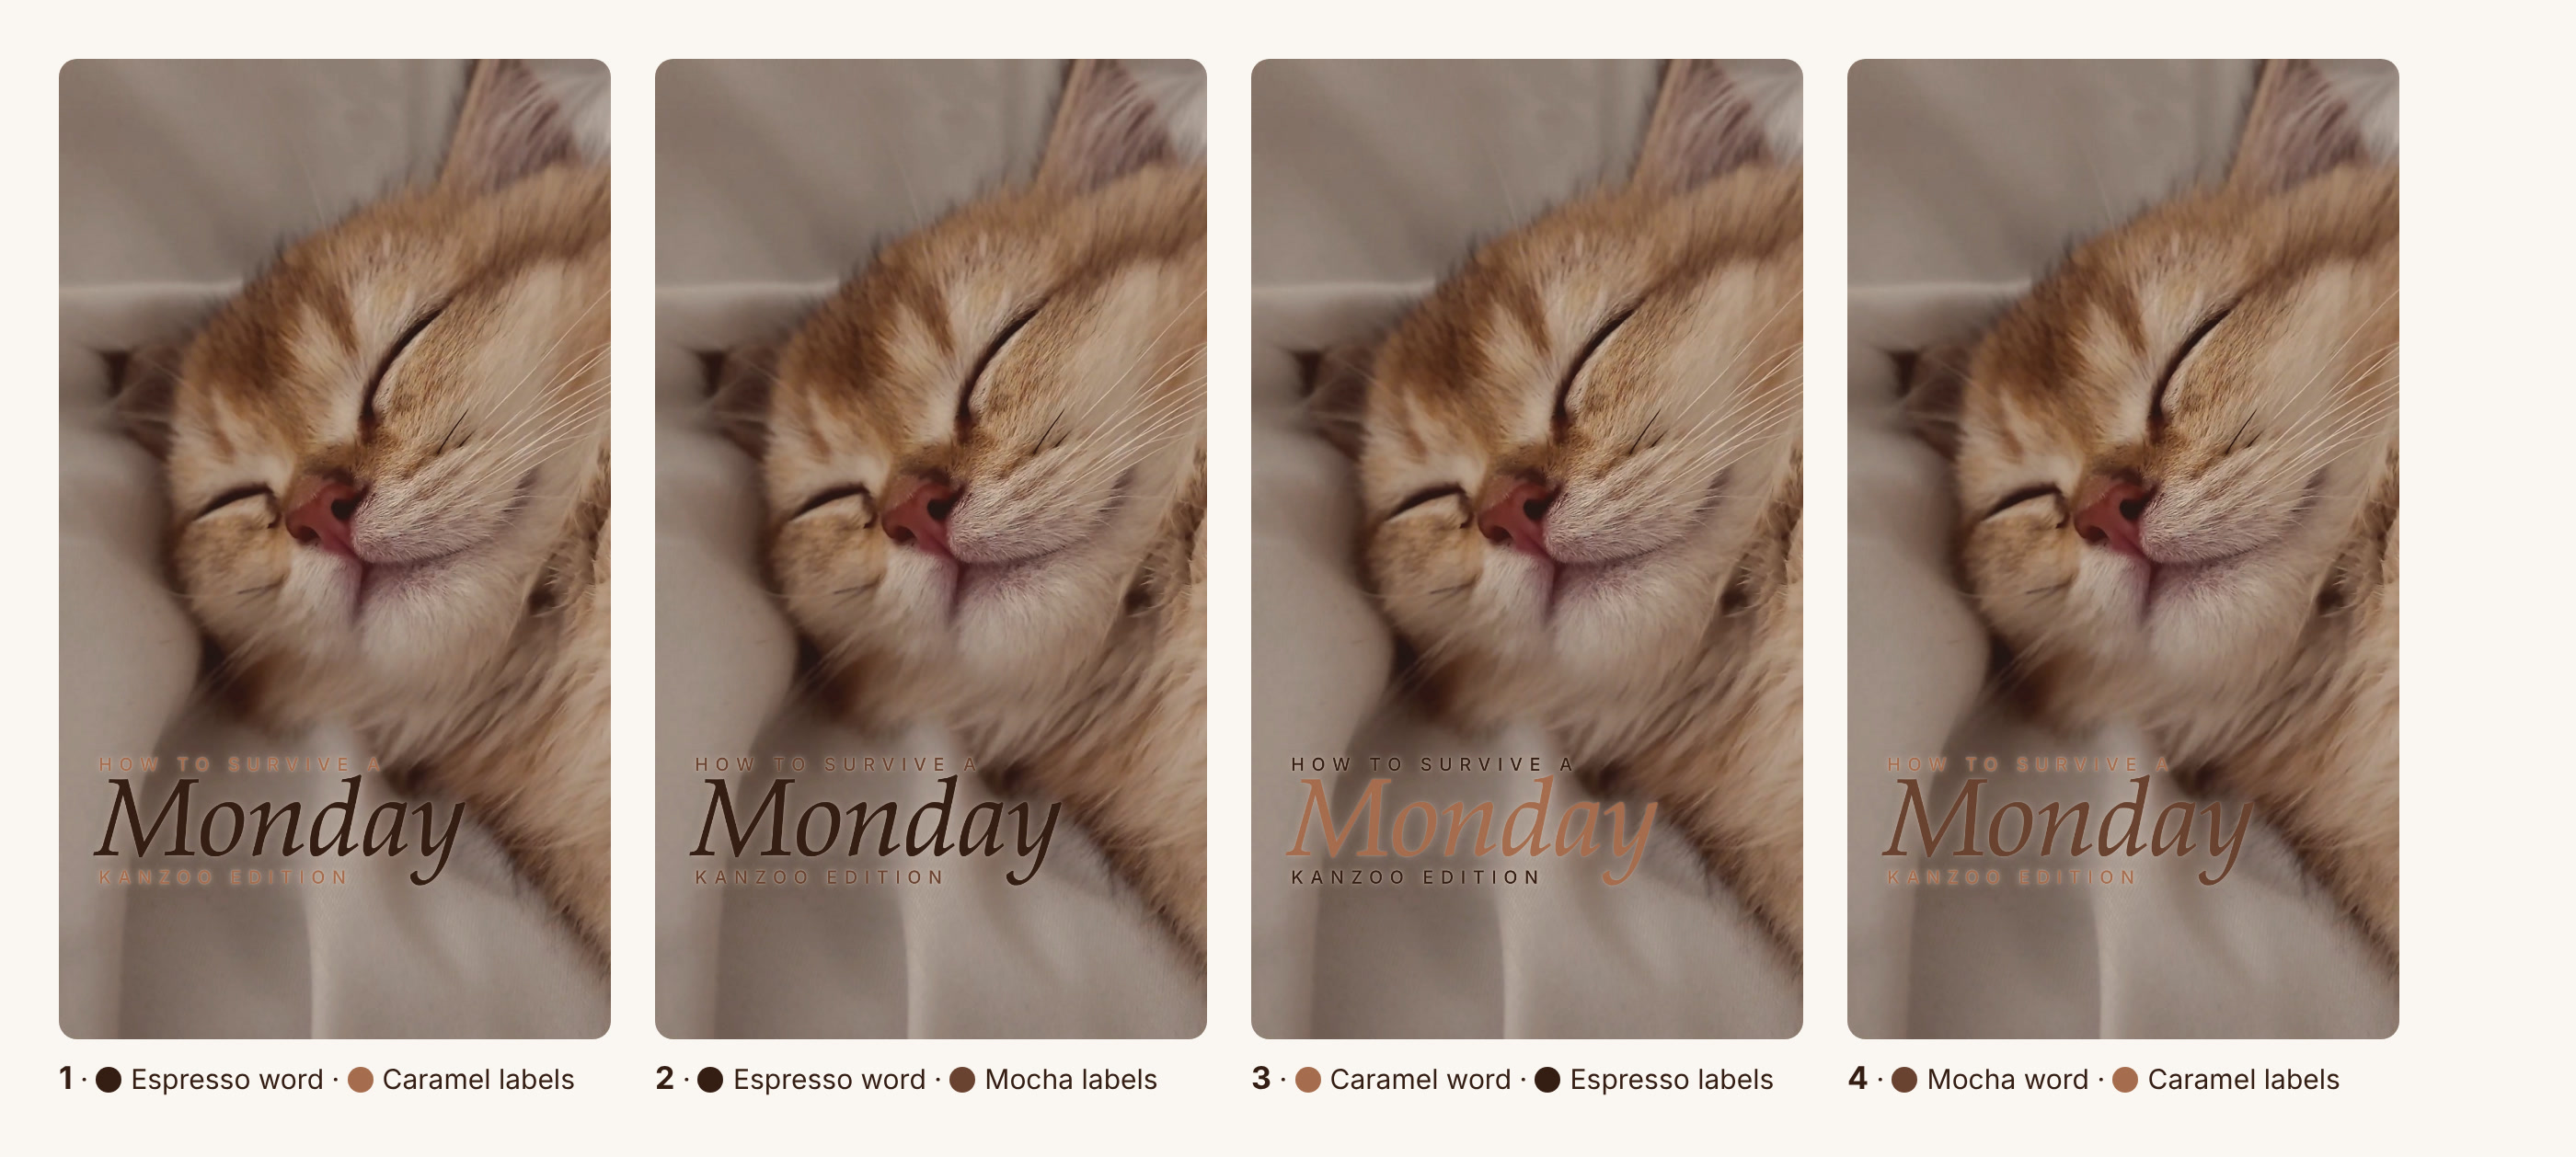 HOW TO SURVIVE A
Monday
KANZOO EDITION
1 · Espresso word · Caramel labels
HOW TO SURVIVE A
Monday
KANZOO EDITION
2 · Espresso word · Mocha labels
HOW TO SURVIVE A
Monday
KANZOO EDITION
3 · Caramel word · Espresso labels
HOW TO SURVIVE A
Monday
KANZOO EDITION
4 · Mocha word · Caramel labels